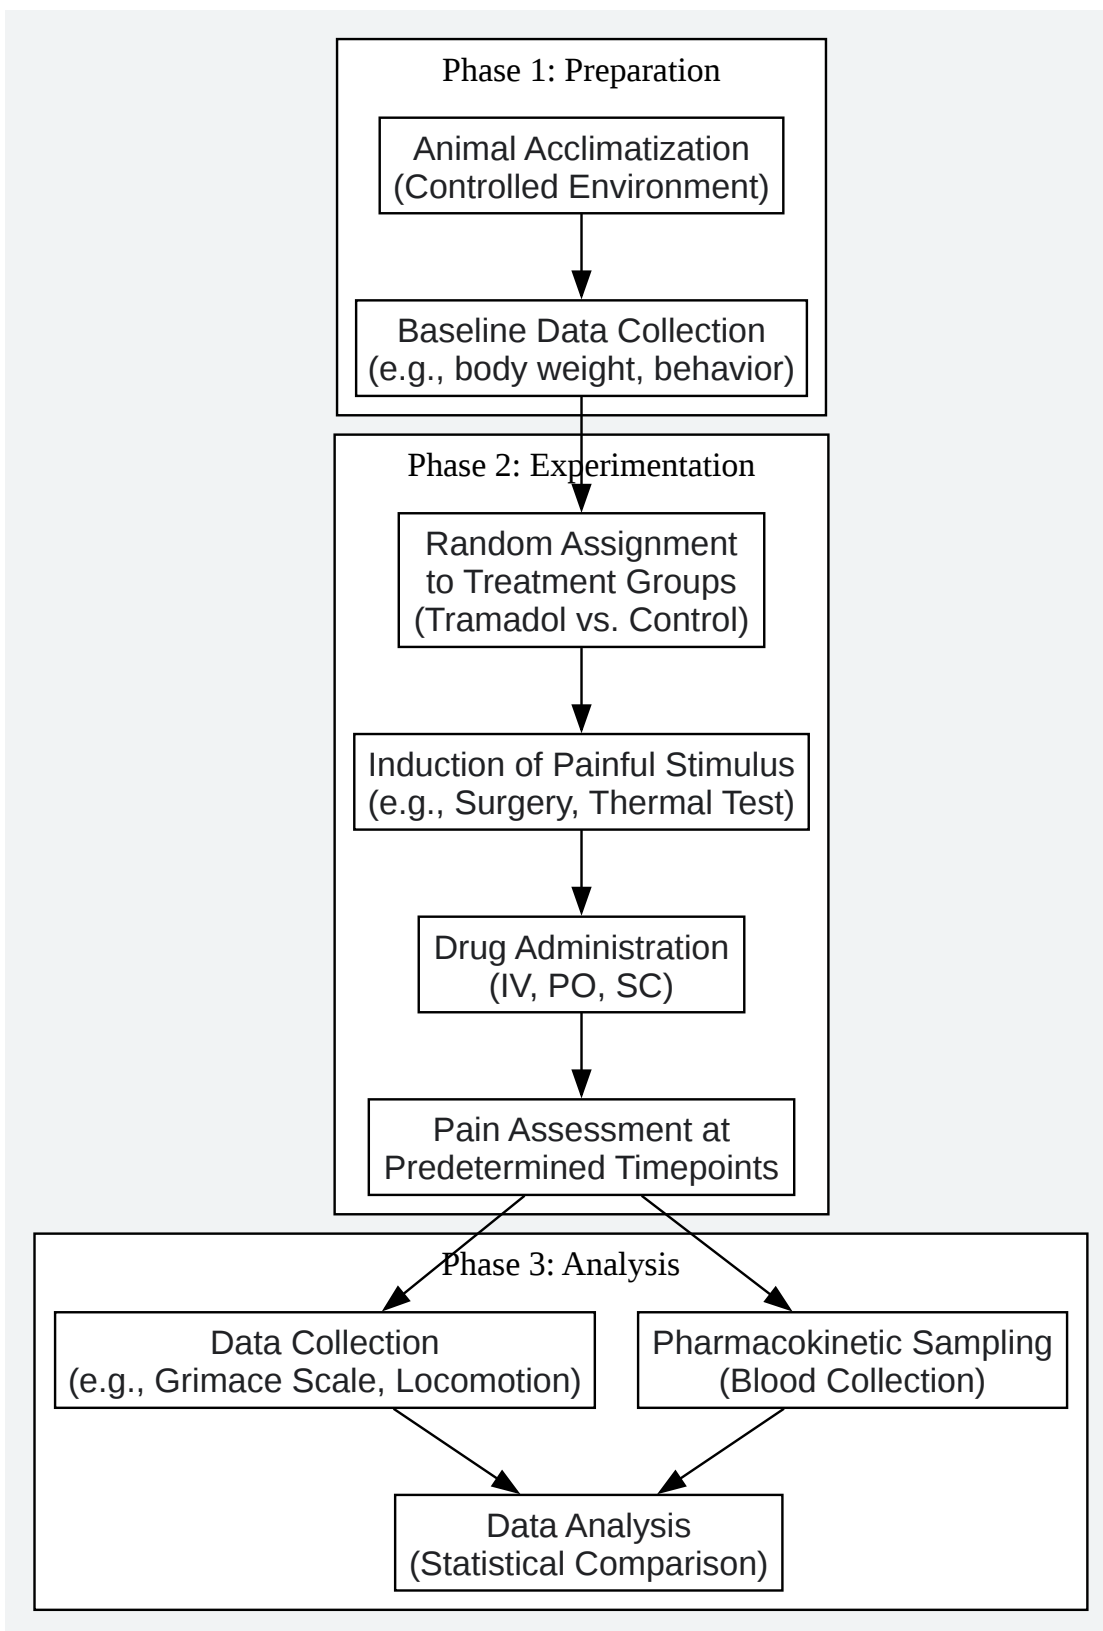 Phase 1: Preparation
Animal Acclimatization
(Controlled Environment)
Baseline Data Collection
(e.g., body weight, behavior)
Phase 2: Experimentation
Random Assignment
to Treatment Groups
(Tramadol vs. Control)
Induction of Painful Stimulus
(e.g., Surgery, Thermal Test)
Drug Administration
(IV, PO, SC)
Pain Assessment at
Predetermined Timepoints
Phase 3: Analysis
Data Collection
(e.g., Grimace Scale, Locomotion)
Pharmacokinetic Sampling
(Blood Collection)
Data Analysis
(Statistical Comparison)